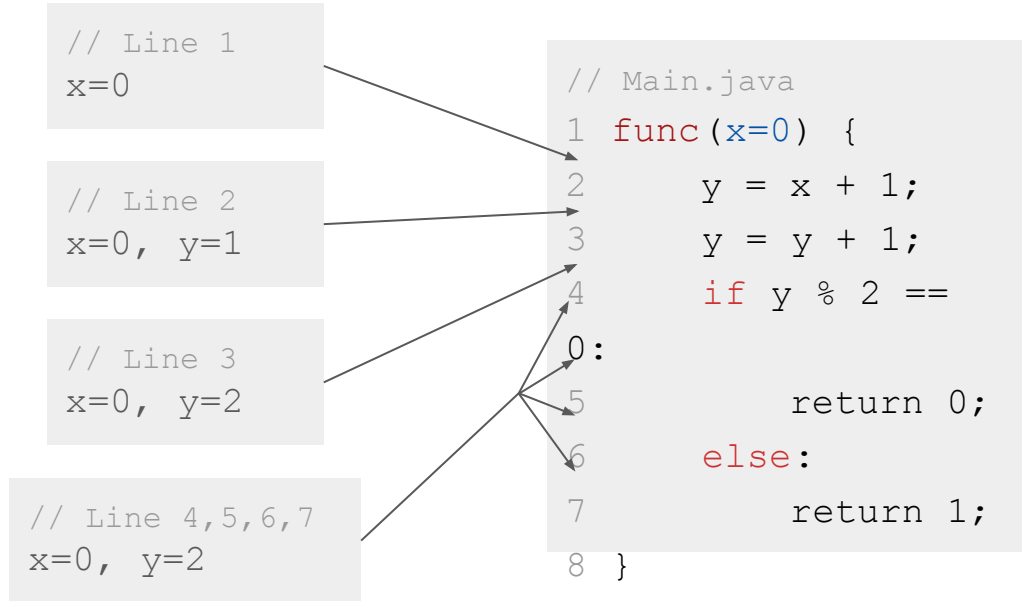 // Line 1
x=0
// Line 2
x=0, y=1
// Line 3
x=0, y=2
// Line 4,5,6,7
x=0, y=2
// Main.java
1 func(x=0) {
2 y = x + 1;
3 y = y + 1;
4 if y % 2 ==
0:
5 return 0;
6 else:
7 return 1;
8 }